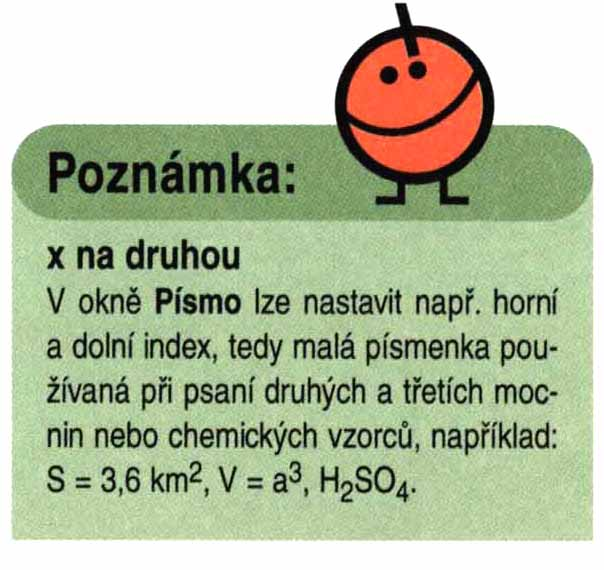 Poznámka:
x na druhou
V okně Písmo lze nastavit např. horní
a dolní index, tedy malá písmenka pou-
žívaná při psaní druhých a třetích moc-
nin nebo chemických vzorců, například:
S = 3,6 km², V = a³, H₂SO₄.